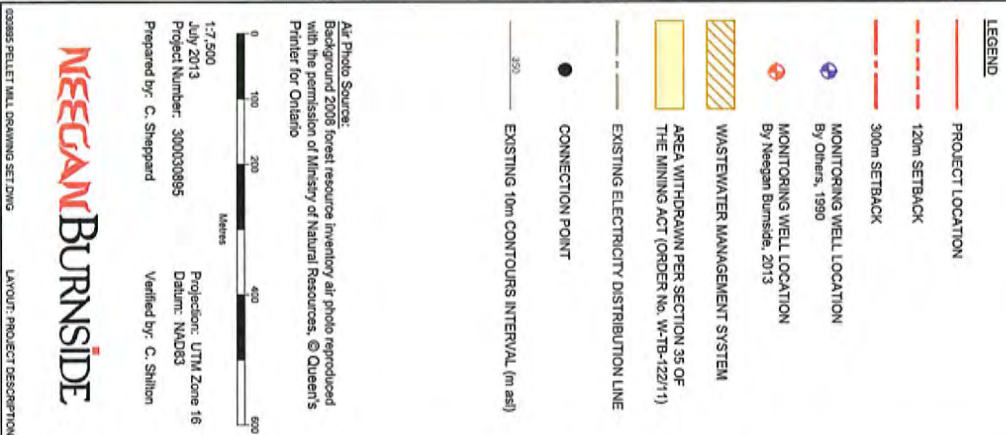 LEGEND
PROJECT LOCATION
120m SETBACK
300m SETBACK
MONITORING WELL LOCATION
By Others, 1990
MONITORING WELL LOCATION
By Neegan Burnside, 2013
WASTEWATER MANAGEMENT SYSTEM
AREA WITHDRAWN PER SECTION 35 OF
THE MINING ACT (ORDER No. W-TB-122/11)
EXISTING ELECTRICITY DISTRIBUTION LINE
CONNECTION POINT
350
EXISTING 10m CONTOURS INTERVAL (m asl)
Air Photo Source:
Background 2008 forest resource inventory air photo reproduced
with the permission of Ministry of Natural Resources, © Queen's
Printer for Ontario
0 100 200 400 600
Metres
1:7,500
July 2013
Project Number: 300030895
Prepared by: C. Sheppard
Projection: UTM Zone 16
Datum: NAD83
Verified by: C. Shilton
NEEGAN BURNSIDE
030895 PELLET MILL DRAWING SET.DWG
LAYOUT: PROJECT DESCRIPTION